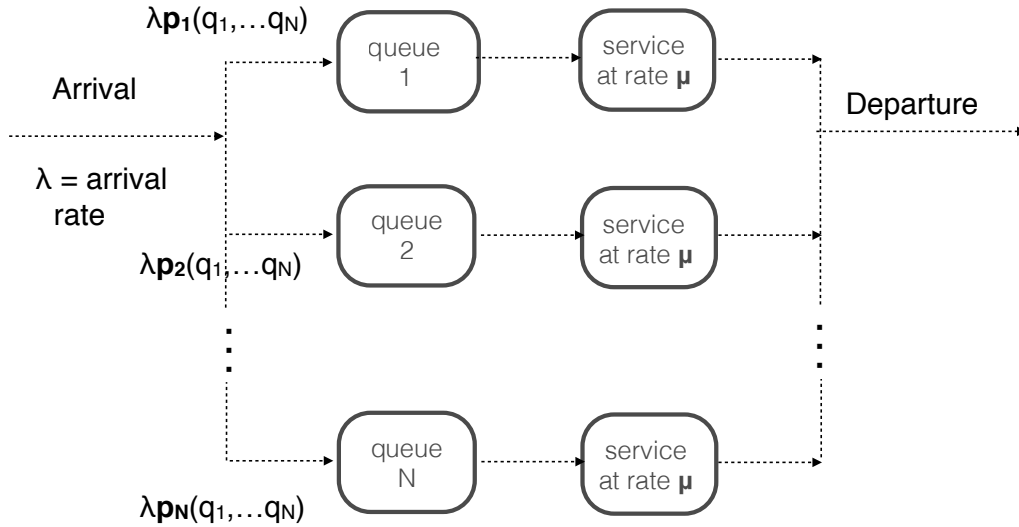 λp₁(q₁,…qₙ)
queue
1
service
at rate μ
Arrival
Departure
λ = arrival
rate
queue
2
service
at rate μ
λp₂(q₁,…qₙ)
queue
N
service
at rate μ
λpₙ(q₁,…qₙ)